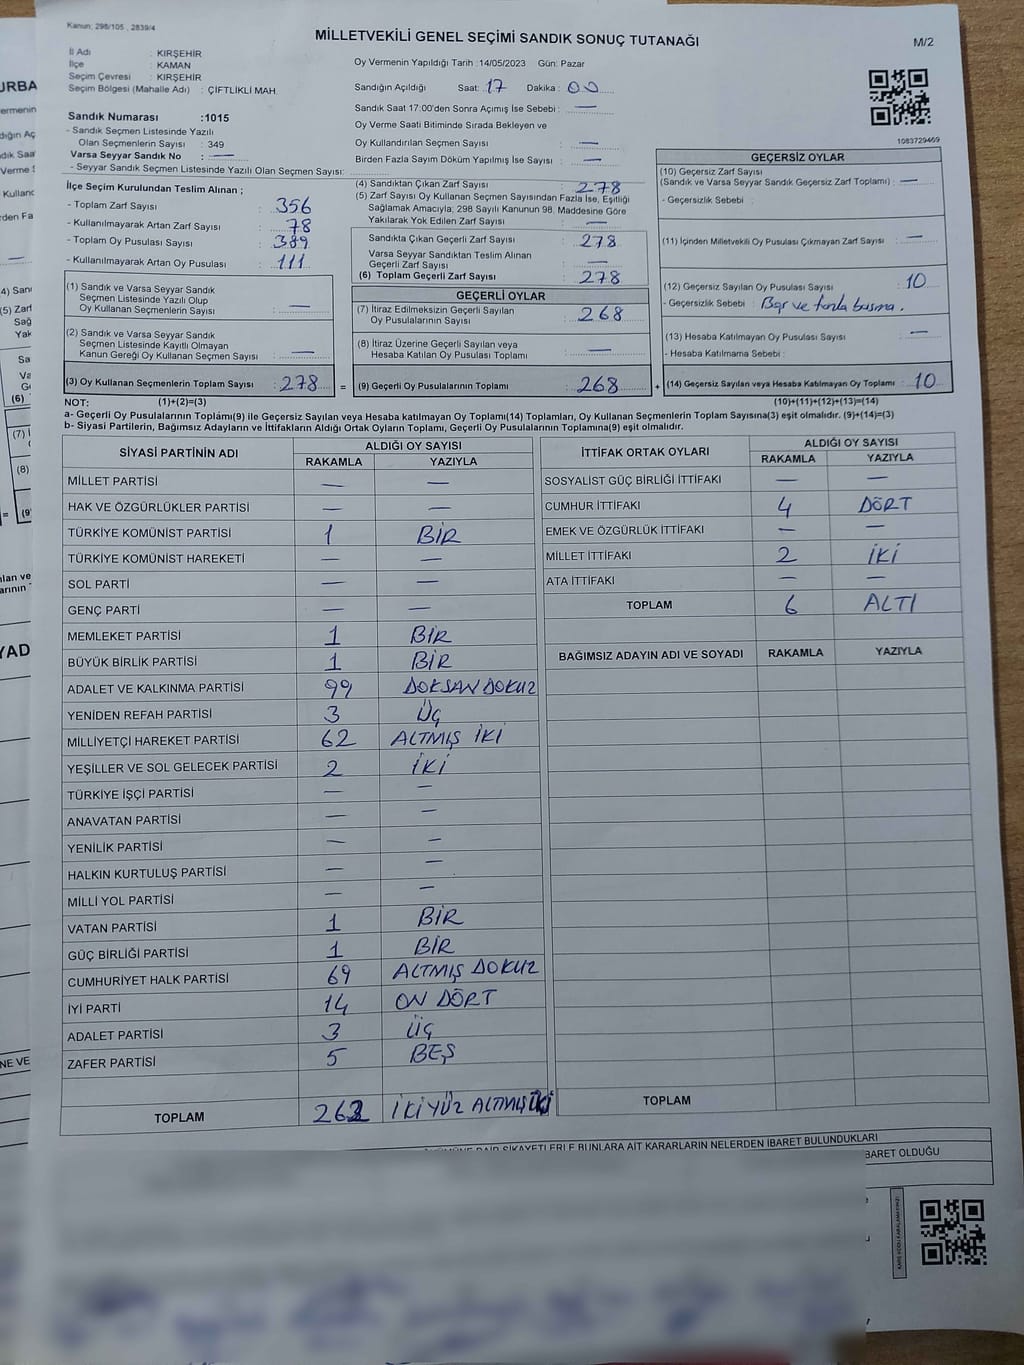 Kanun; 298/105 , 2839/4
MİLLETVEKİLİ GENEL SEÇİMİ SANDIK SONUÇ TUTANAĞI
M/2
İl Adı : KIRŞEHİR
İlçe : KAMAN
Seçim Çevresi : KIRŞEHİR
Seçim Bölgesi (Mahalle Adı) : ÇİFTLİKLİ MAH.
Oy Vermenin Yapıldığı Tarih :14/05/2023 Gün: Pazar
Sandığın Açıldığı Saat: 17 Dakika : 00
Sandık Saat 17:00'den Sonra Açımış İse Sebebi : —
Sandık Numarası :1015
- Sandık Seçmen Listesinde Yazılı
Olan Seçmenlerin Sayısı : 349
Varsa Seyyar Sandık No : —
- Seyyar Sandık Seçmen Listesinde Yazılı Olan Seçmen Sayısı:
Oy Verme Saati Bitiminde Sırada Bekleyen ve
Oy Kullandırılan Seçmen Sayısı : —
Birden Fazla Sayım Döküm Yapılmış İse Sayısı : —
1083729469
İlçe Seçim Kurulundan Teslim Alınan ;
- Toplam Zarf Sayısı : 356
- Kullanılmayarak Artan Zarf Sayısı : 78
- Toplam Oy Pusulası Sayısı : 389
- Kullanılmayarak Artan Oy Pusulası : 111
(4) Sandıktan Çıkan Zarf Sayısı : 278
(5) Zarf Sayısı Oy Kullanan Seçmen Sayısından Fazla İse, Eşitliği
Sağlamak Amacıyla; 298 Sayılı Kanunun 98. Maddesine Göre
Yakılarak Yok Edilen Zarf Sayısı : —
Sandıkta Çıkan Geçerli Zarf Sayısı : 278
Varsa Seyyar Sandıktan Teslim Alınan
Geçerli Zarf Sayısı : —
(6) Toplam Geçerli Zarf Sayısı : 278
GEÇERSİZ OYLAR
(10) Geçersiz Zarf Sayısı
(Sandık ve Varsa Seyyar Sandık Geçersiz Zarf Toplamı) : —
- Geçersizlik Sebebi :
(11) İçinden Milletvekili Oy Pusulası Çıkmayan Zarf Sayısı : —
(12) Geçersiz Sayılan Oy Pusulası Sayısı : 10
- Geçersizlik Sebebi : Boş ve fazla basma.
(13) Hesaba Katılmayan Oy Pusulası Sayısı : —
- Hesaba Katılmama Sebebi :
(14) Geçersiz Sayılan veya Hesaba Katılmayan Oy Toplamı : 10
(1) Sandık ve Varsa Seyyar Sandık
Seçmen Listesinde Yazılı Olup
Oy Kullanan Seçmenlerin Sayısı : —
(2) Sandık ve Varsa Seyyar Sandık
Seçmen Listesinde Kayıtlı Olmayan
Kanun Gereği Oy Kullanan Seçmen Sayısı : —
(3) Oy Kullanan Seçmenlerin Toplam Sayısı : 278 =
GEÇERLİ OYLAR
(7) İtiraz Edilmeksizin Geçerli Sayılan
Oy Pusulalarının Sayısı : 268
(8) İtiraz Üzerine Geçerli Sayılan veya
Hesaba Katılan Oy Pusulası Toplamı : —
(9) Geçerli Oy Pusulalarının Toplamı : 268 +
NOT: (1)+(2)=(3)
(10)+(11)+(12)+(13)=(14)
a- Geçerli Oy Pusulalarının Toplamı(9) ile Geçersiz Sayılan veya Hesaba katılmayan Oy Toplamı(14) Toplamları, Oy Kullanan Seçmenlerin Toplam Sayısına(3) eşit olmalıdır. (9)+(14)=(3)
b- Siyasi Partilerin, Bağımsız Adayların ve İttifakların Aldığı Ortak Oyların Toplamı, Geçerli Oy Pusulalarının Toplamına(9) eşit olmalıdır.
SİYASİ PARTİNİN ADI ALDIĞI OY SAYISI
RAKAMLA YAZIYLA
MİLLET PARTİSİ — —
HAK VE ÖZGÜRLÜKLER PARTİSİ — —
TÜRKİYE KOMÜNİST PARTİSİ 1 BİR
TÜRKİYE KOMÜNİST HAREKETİ — —
SOL PARTİ — —
GENÇ PARTİ — —
MEMLEKET PARTİSİ 1 BİR
BÜYÜK BİRLİK PARTİSİ 1 BİR
ADALET VE KALKINMA PARTİSİ 99 DOKSAN DOKUZ
YENİDEN REFAH PARTİSİ 3 ÜÇ
MİLLİYETÇİ HAREKET PARTİSİ 62 ALTMIŞ İKİ
YEŞİLLER VE SOL GELECEK PARTİSİ 2 İKİ
TÜRKİYE İŞÇİ PARTİSİ — —
ANAVATAN PARTİSİ — —
YENİLİK PARTİSİ — —
HALKIN KURTULUŞ PARTİSİ — —
MİLLİ YOL PARTİSİ — —
VATAN PARTİSİ 1 BİR
GÜÇ BİRLİĞİ PARTİSİ 1 BİR
CUMHURİYET HALK PARTİSİ 69 ALTMIŞ DOKUZ
İYİ PARTİ 14 ON DÖRT
ADALET PARTİSİ 3 ÜÇ
ZAFER PARTİSİ 5 BEŞ
TOPLAM 262 İKİ YÜZ ALTMIŞ İKİ
İTTİFAK ORTAK OYLARI ALDIĞI OY SAYISI
RAKAMLA YAZIYLA
SOSYALİST GÜÇ BİRLİĞİ İTTİFAKI — —
CUMHUR İTTİFAKI 4 DÖRT
EMEK VE ÖZGÜRLÜK İTTİFAKI — —
MİLLET İTTİFAKI 2 İKİ
ATA İTTİFAKI — —
TOPLAM 6 ALTI
BAĞIMSIZ ADAYIN ADI VE SOYADI RAKAMLA YAZIYLA
TOPLAM
ŞİKAYETLERLE BUNLARA AİT KARARLARIN NELERDEN İBARET BULUNDUKLARI
BARET OLDUĞU